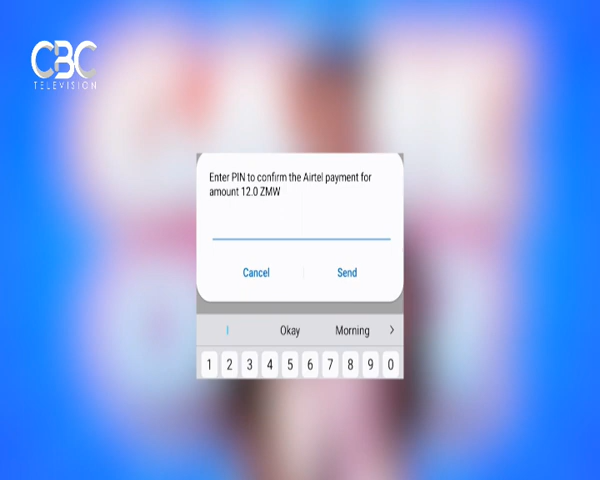 CBC
TELEVISION
Enter PIN to confirm the Airtel payment for
amount 12.0 ZMW
Cancel Send
I Okay Morning >
1 2 3 4 5 6 7 8 9 0